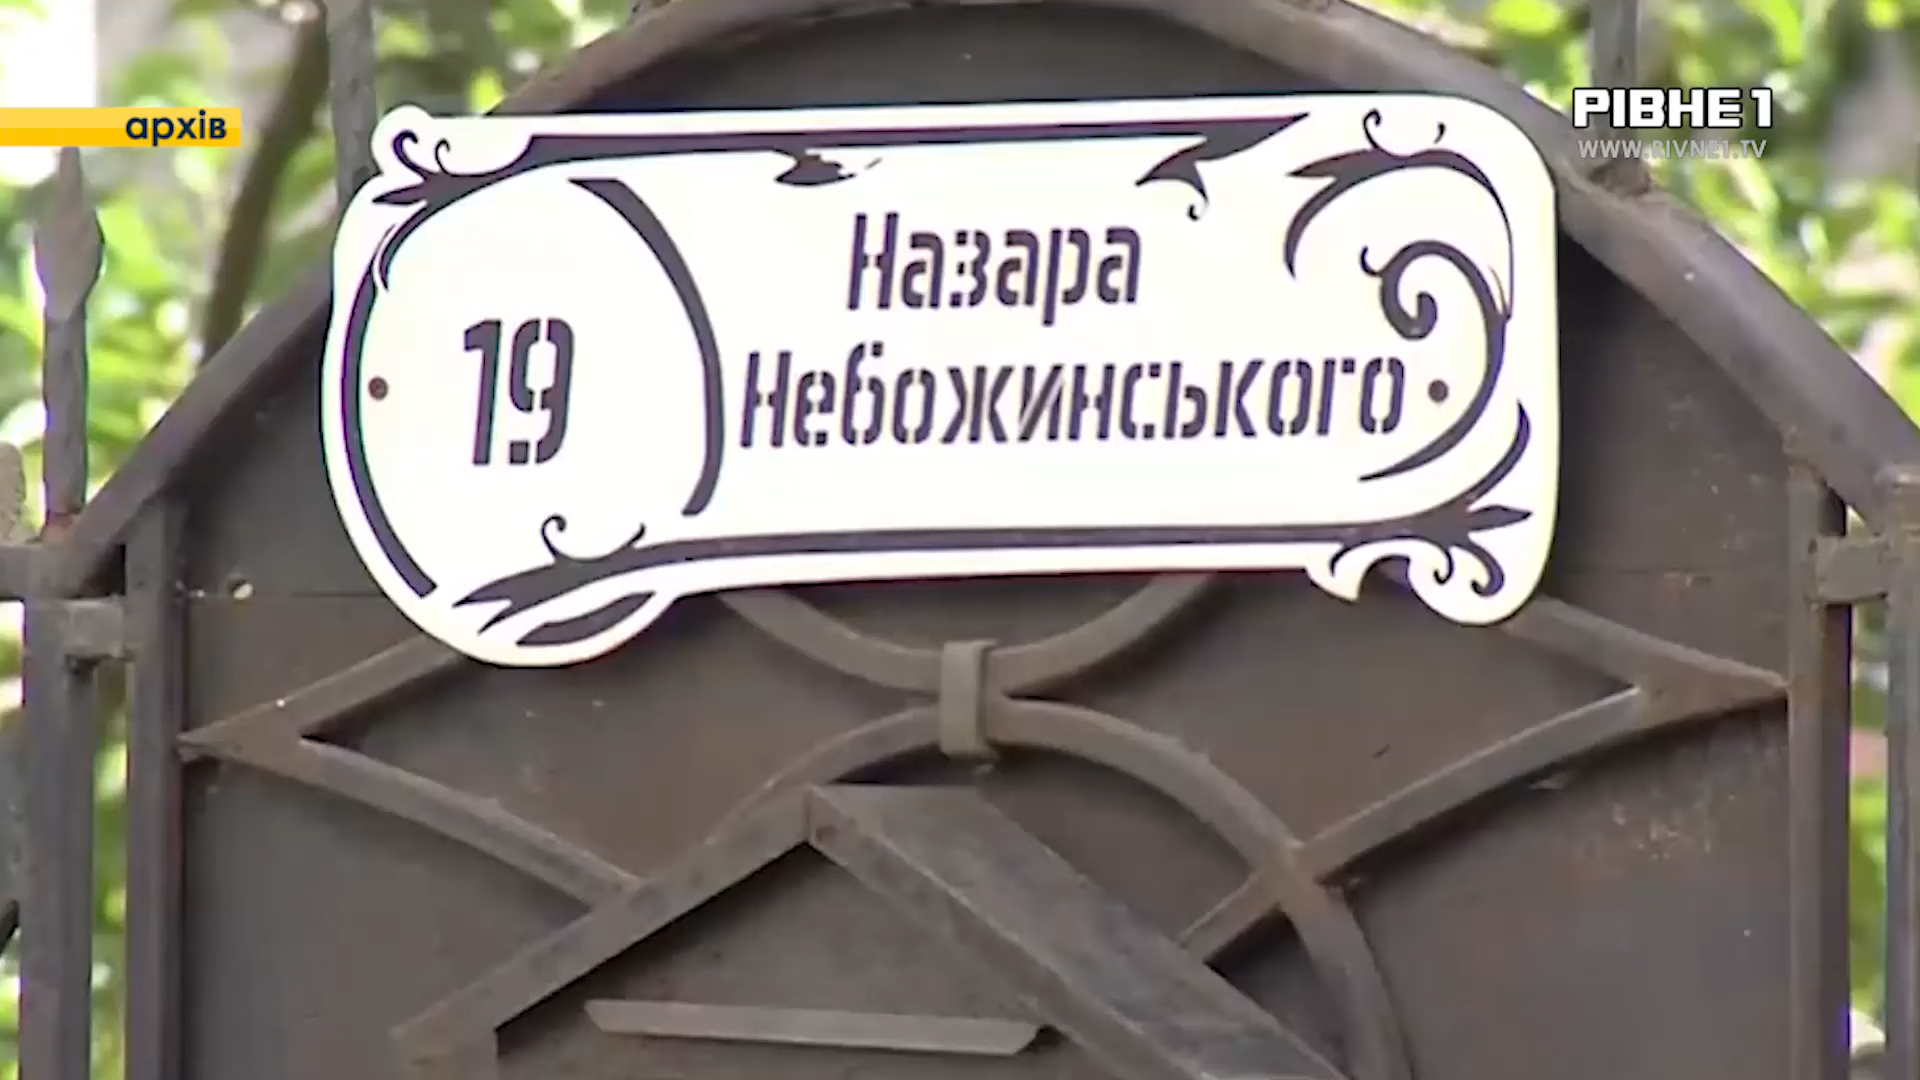 архів
РІВНЕ 1
WWW.RIVNE1.TV
19
Назара
Небожинського